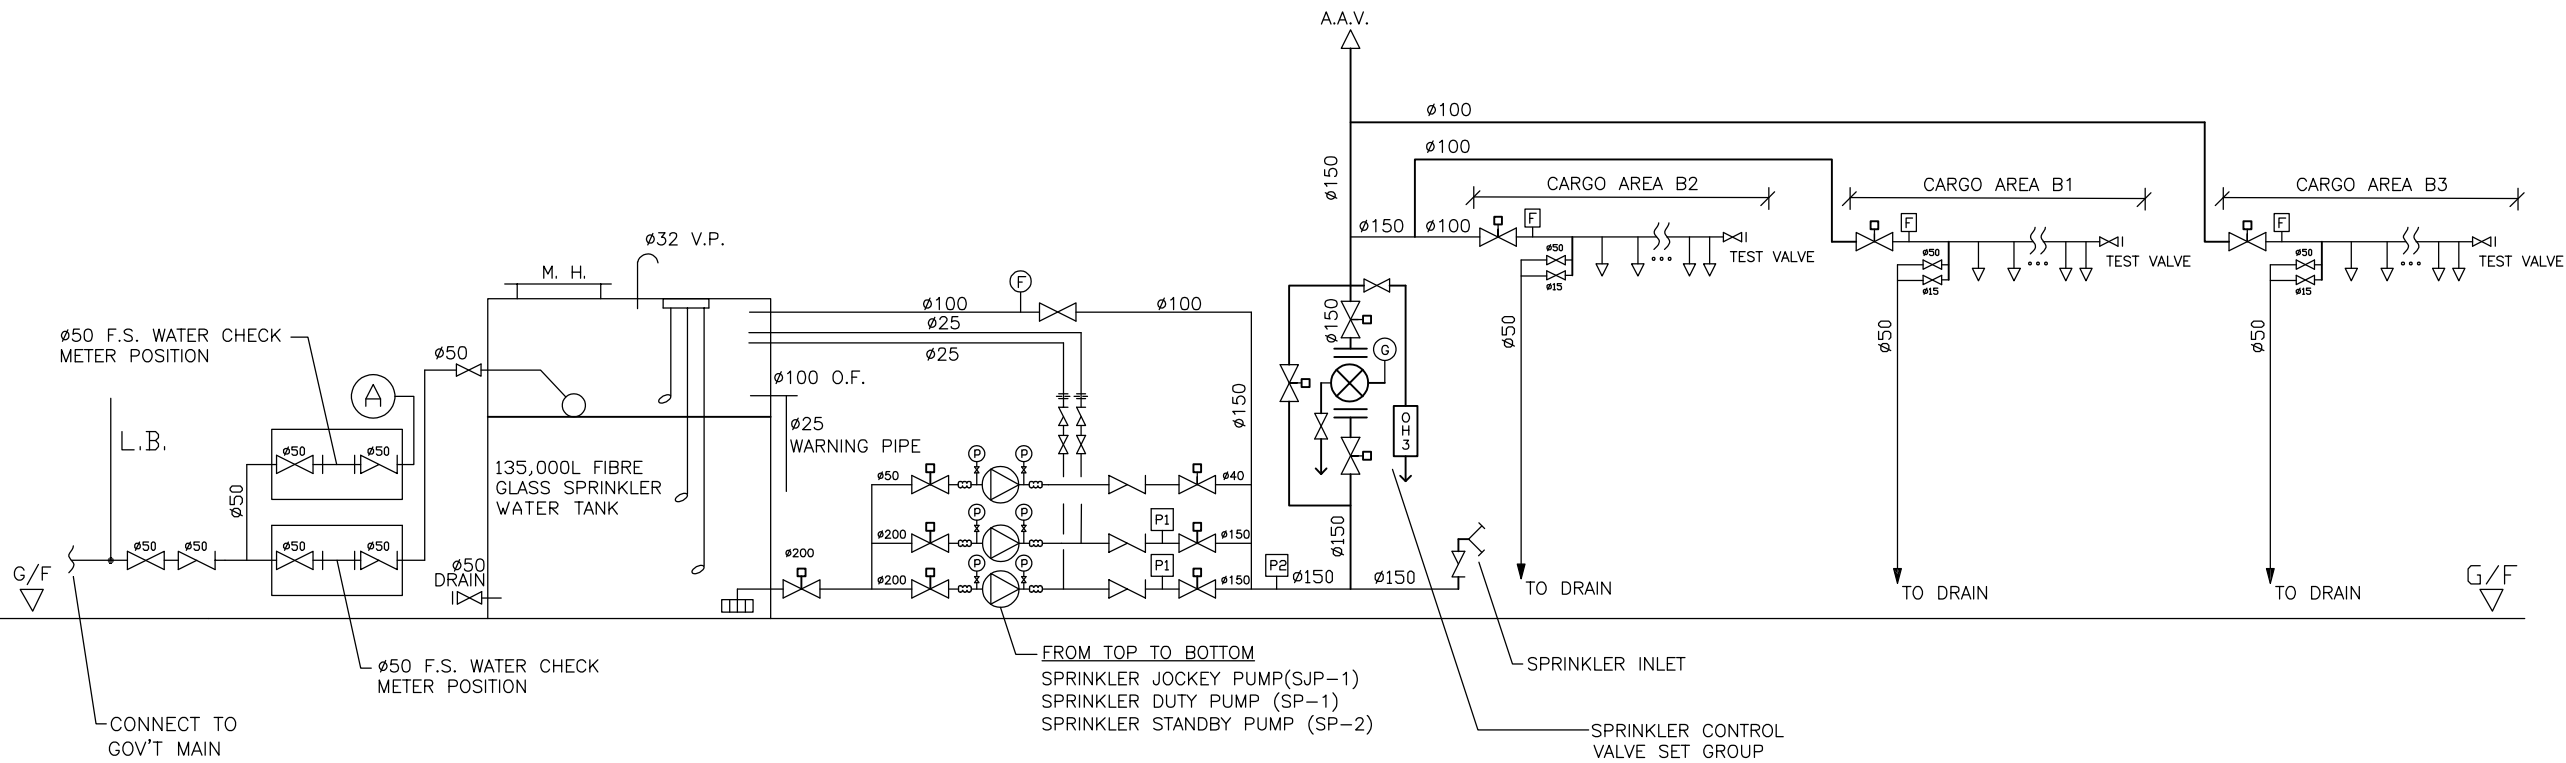 A.A.V.
ø100
ø100
ø150
CARGO AREA B2
CARGO AREA B1
CARGO AREA B3
ø150
ø100
F
F
F
TEST VALVE
TEST VALVE
TEST VALVE
ø50
ø15
ø50
ø15
ø50
ø15
ø50
ø50
ø50
TO DRAIN
TO DRAIN
TO DRAIN
G/F
ø32 V.P.
M. H.
F
ø100
ø100
ø25
ø25
ø150
G
ø150
OH3
ø50 F.S. WATER CHECK
METER POSITION
ø50
A
ø100 O.F.
ø25
WARNING PIPE
L.B.
ø50
ø50
ø50
135,000L FIBRE
GLASS SPRINKLER
WATER TANK
P
P
ø50
ø40
P
P
ø200
P1
ø150
P
P
ø200
P1
ø150
ø200
P2
ø150
ø150
ø150
ø50
ø50
ø50
ø50
ø50
DRAIN
G/F
FROM TOP TO BOTTOM
SPRINKLER JOCKEY PUMP(SJP-1)
SPRINKLER DUTY PUMP (SP-1)
SPRINKLER STANDBY PUMP (SP-2)
SPRINKLER INLET
ø50 F.S. WATER CHECK
METER POSITION
CONNECT TO
GOV'T MAIN
SPRINKLER CONTROL
VALVE SET GROUP